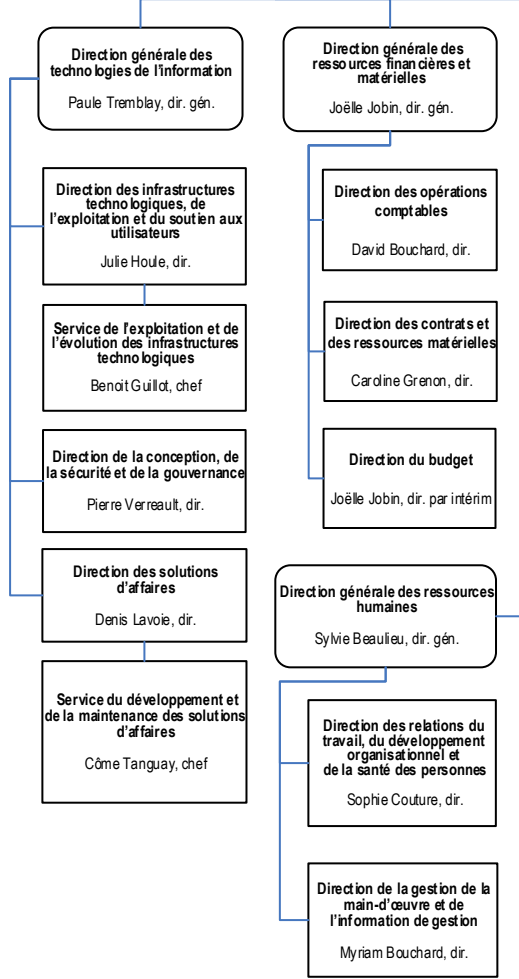 Direction générale des
technologies de l'information
Paule Tremblay, dir. gén.
Direction des infrastructures
technologiques, de
l'exploitation et du soutien aux
utilisateurs
Julie Houle, dir.
Service de l'exploitation et de
l'évolution des infrastructures
technologiques
Benoit Guillot, chef
Direction de la conception, de
la sécurité et de la gouvernance
Pierre Verreault, dir.
Direction des solutions
d'affaires
Denis Lavoie, dir.
Service du développement et
de la maintenance des solutions
d'affaires
Côme Tanguay, chef
Direction générale des
ressources financières et
matérielles
Joëlle Jobin, dir. gén.
Direction des opérations
comptables
David Bouchard, dir.
Direction des contrats et
des ressources matérielles
Caroline Grenon, dir.
Direction du budget
Joëlle Jobin, dir. par intérim
Direction générale des ressources
humaines
Sylvie Beaulieu, dir. gén.
Direction des relations du
travail, du développement
organisationnel et
de la santé des personnes
Sophie Couture, dir.
Direction de la gestion de la
main-d'œuvre et de
l'information de gestion
Myriam Bouchard, dir.